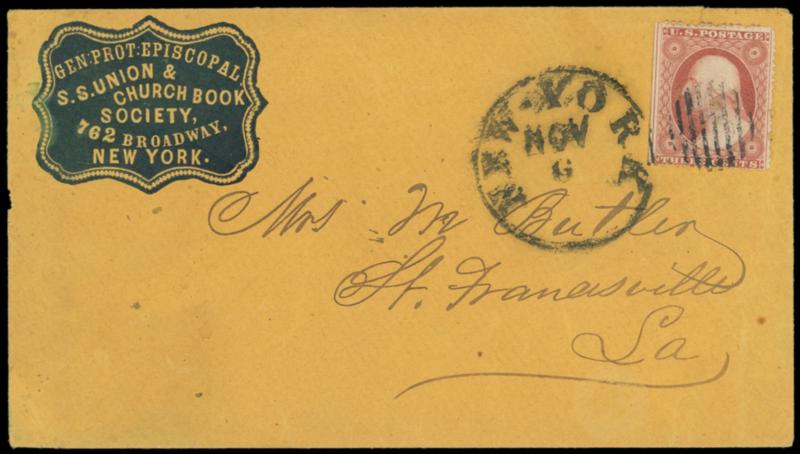 GEN: PROT: EPISCOPAL
S.S. UNION &
CHURCH BOOK
SOCIETY,
762 BROADWAY,
NEW YORK.
NEW-YORK
NOV
6
U.S. POSTAGE
THREE CENTS
Mrs M Butler
St. Francisville
La